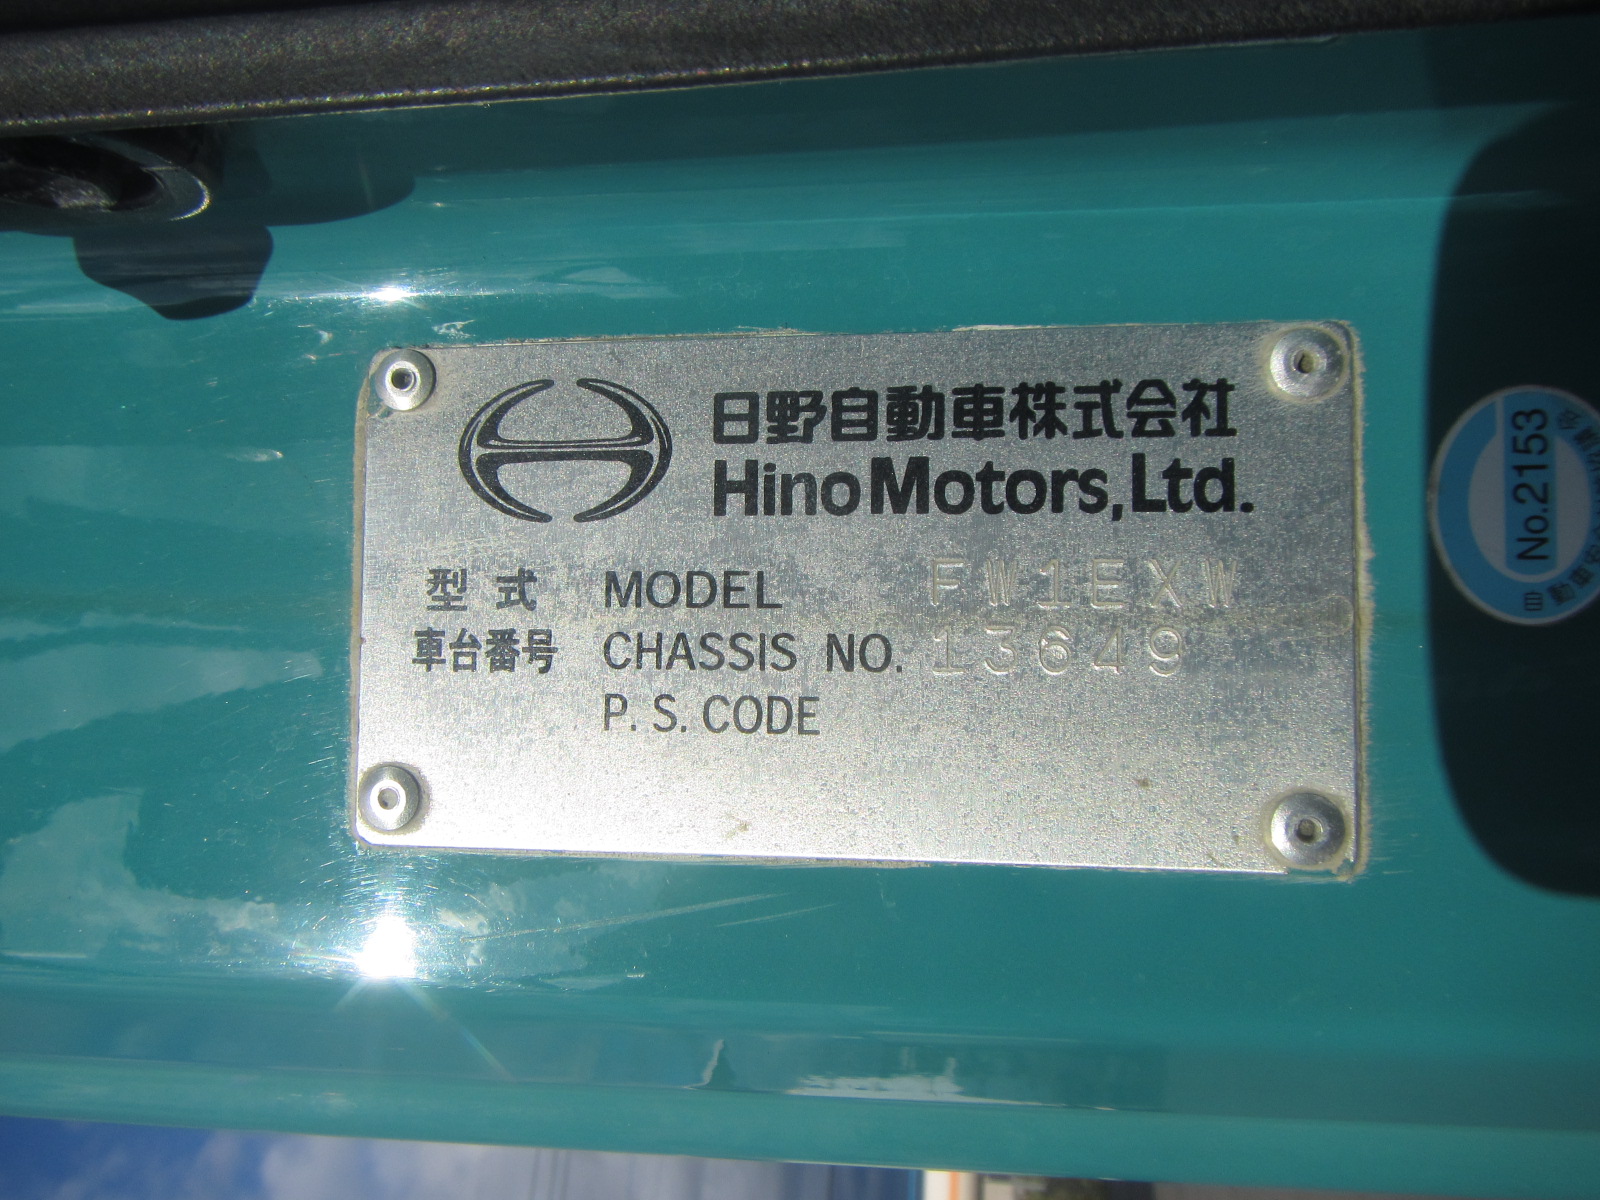 日野自動車株式会社
Hino Motors, Ltd.
型式 MODEL FW1EXW
車台番号 CHASSIS NO. 13649
P. S. CODE
No.2153